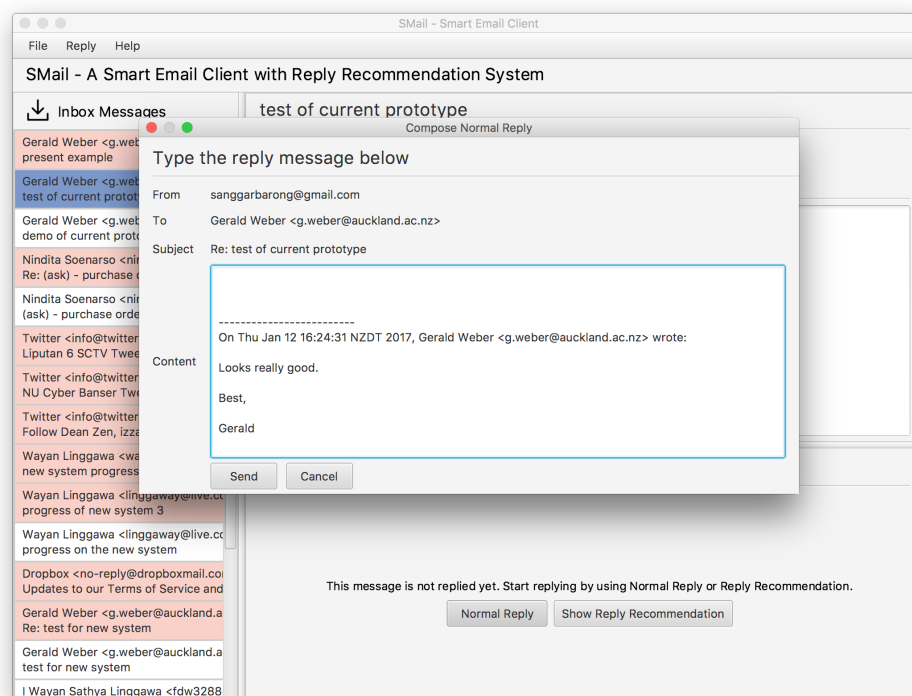 SMail - Smart Email Client
File Reply Help
SMail - A Smart Email Client with Reply Recommendation System
Inbox Messages
test of current prototype
Gerald Weber <g.web
present example
Gerald Weber <g.web
test of current protot
Gerald Weber <g.web
demo of current proto
Nindita Soenarso <nin
Re: (ask) - purchase o
Nindita Soenarso <nin
(ask) - purchase orde
Twitter <info@twitter
Liputan 6 SCTV Twee
Twitter <info@twitter
NU Cyber Banser Twe
Twitter <info@twitter
Follow Dean Zen, izza
Wayan Linggawa <wa
new system progress
Wayan Linggawa <linggaway@live.co
progress of new system 3
Wayan Linggawa <linggaway@live.co
progress on the new system
Dropbox <no-reply@dropboxmail.co
Updates to our Terms of Service and
Gerald Weber <g.weber@auckland.a
Re: test for new system
Gerald Weber <g.weber@auckland.a
test for new system
I Wayan Sathya Linggawa <fdw3288
Compose Normal Reply
Type the reply message below
From sanggarbarong@gmail.com
To Gerald Weber <g.weber@auckland.ac.nz>
Subject Re: test of current prototype
Content
-------------------------
On Thu Jan 12 16:24:31 NZDT 2017, Gerald Weber <g.weber@auckland.ac.nz> wrote:
Looks really good.
Best,
Gerald
Send Cancel
This message is not replied yet. Start replying by using Normal Reply or Reply Recommendation.
Normal Reply Show Reply Recommendation